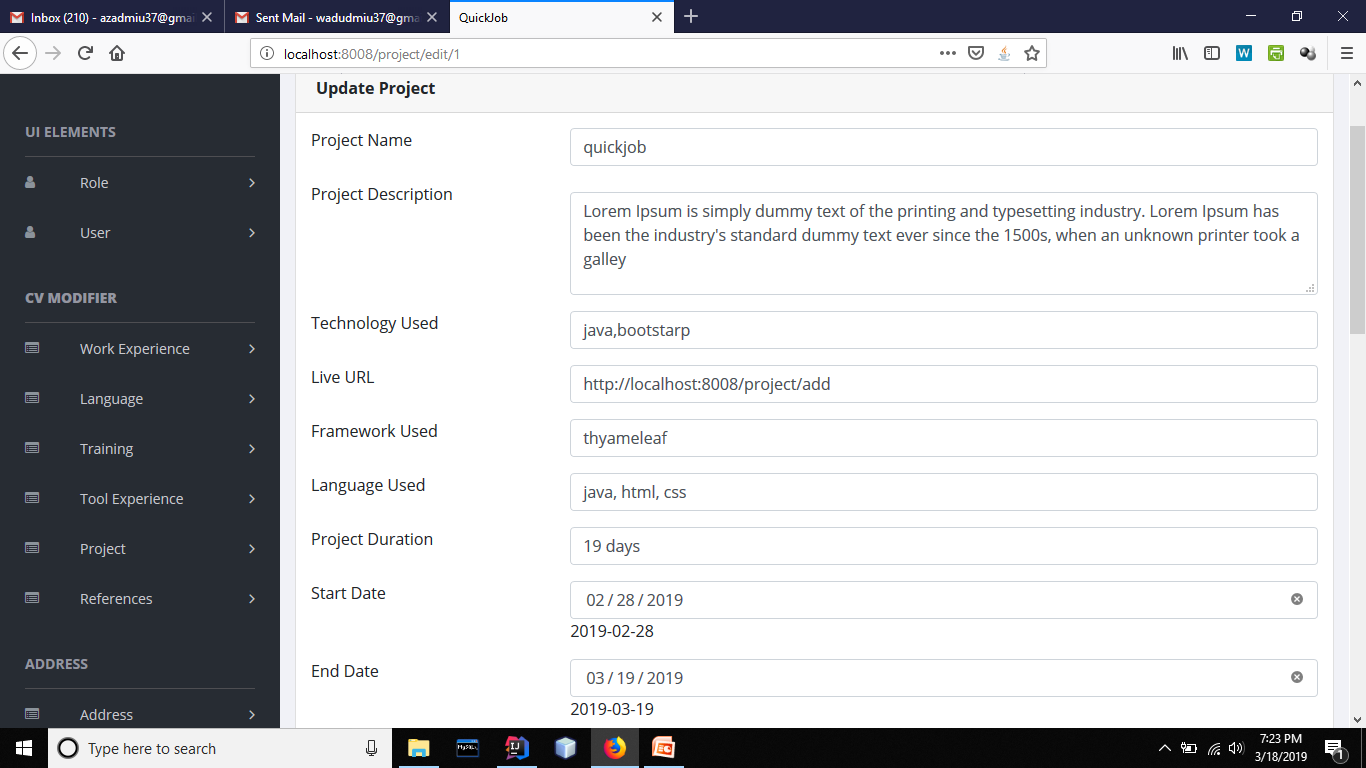 Inbox (210) - azadmiu37@gmai
Sent Mail - wadudmiu37@gma
QuickJob
localhost:8008/project/edit/1
W
Update Project
UI ELEMENTS
Role
User
CV MODIFIER
Work Experience
Language
Training
Tool Experience
Project
References
ADDRESS
Address
Project Name
quickjob
Project Description
Lorem Ipsum is simply dummy text of the printing and typesetting industry. Lorem Ipsum has
been the industry's standard dummy text ever since the 1500s, when an unknown printer took a
galley
Technology Used
java,bootstarp
Live URL
http://localhost:8008/project/add
Framework Used
thyameleaf
Language Used
java, html, css
Project Duration
19 days
Start Date
02 / 28 / 2019
2019-02-28
End Date
03 / 19 / 2019
2019-03-19
Type here to search
MySQL
IJ
7:23 PM
3/18/2019
1